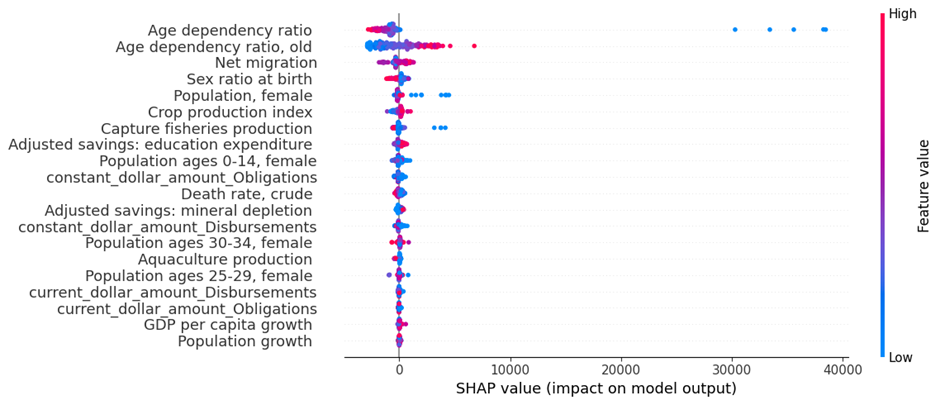 High
Age dependency ratio
Age dependency ratio, old
Net migration
Sex ratio at birth
Population, female
Crop production index
Capture fisheries production
Adjusted savings: education expenditure
Population ages 0-14, female
constant_dollar_amount_Obligations
Death rate, crude
Adjusted savings: mineral depletion
constant_dollar_amount_Disbursements
Population ages 30-34, female
Aquaculture production
Population ages 25-29, female
current_dollar_amount_Disbursements
current_dollar_amount_Obligations
GDP per capita growth
Population growth
Feature value
Low
0 10000 20000 30000 40000
SHAP value (impact on model output)